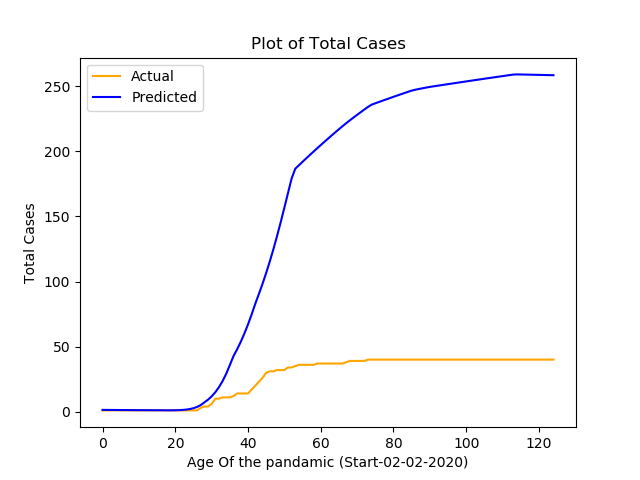 Plot of Total Cases
Actual
Predicted
250
200
150
100
50
0
Total Cases
0 20 40 60 80 100 120
Age Of the pandamic (Start-02-02-2020)